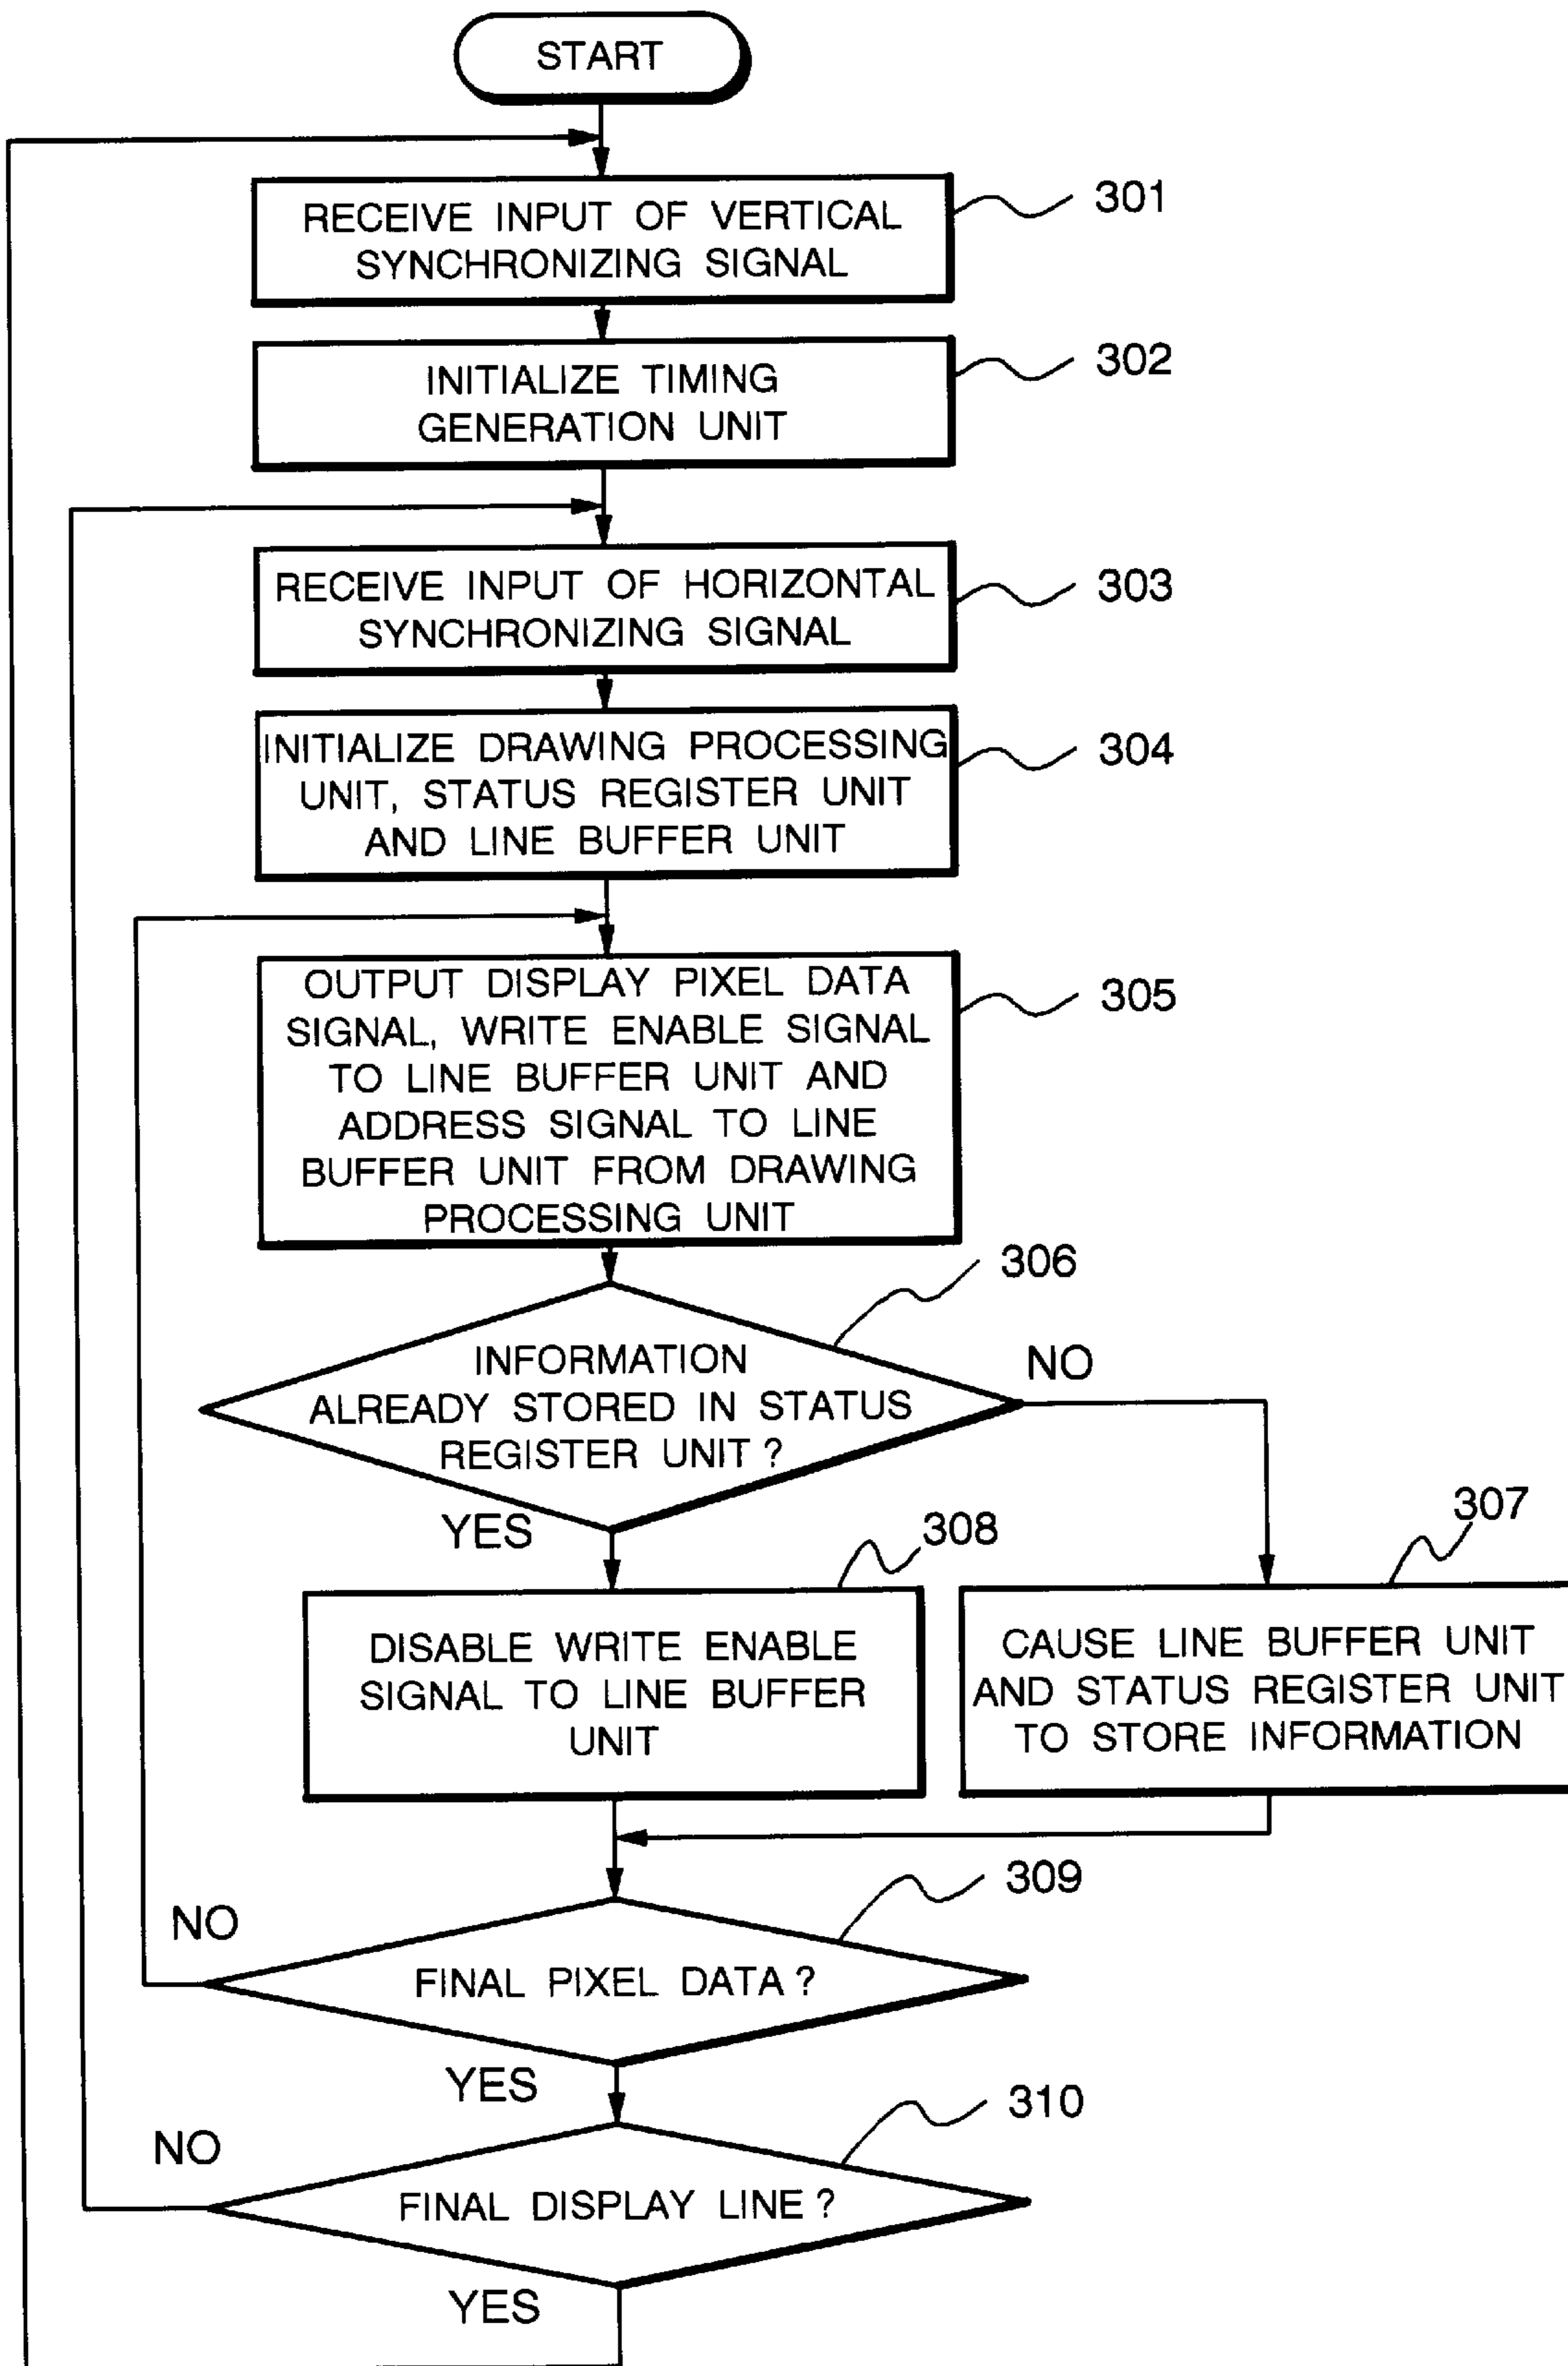 START
RECEIVE INPUT OF VERTICAL
SYNCHRONIZING SIGNAL
301
INITIALIZE TIMING
GENERATION UNIT
302
RECEIVE INPUT OF HORIZONTAL
SYNCHRONIZING SIGNAL
303
INITIALIZE DRAWING PROCESSING
UNIT, STATUS REGISTER UNIT
AND LINE BUFFER UNIT
304
OUTPUT DISPLAY PIXEL DATA
SIGNAL, WRITE ENABLE SIGNAL
TO LINE BUFFER UNIT AND
ADDRESS SIGNAL TO LINE
BUFFER UNIT FROM DRAWING
PROCESSING UNIT
305
306
INFORMATION
ALREADY STORED IN STATUS
REGISTER UNIT?
NO
YES
308
DISABLE WRITE ENABLE
SIGNAL TO LINE BUFFER
UNIT
307
CAUSE LINE BUFFER UNIT
AND STATUS REGISTER UNIT
TO STORE INFORMATION
309
NO
FINAL PIXEL DATA?
YES
310
NO
FINAL DISPLAY LINE?
YES